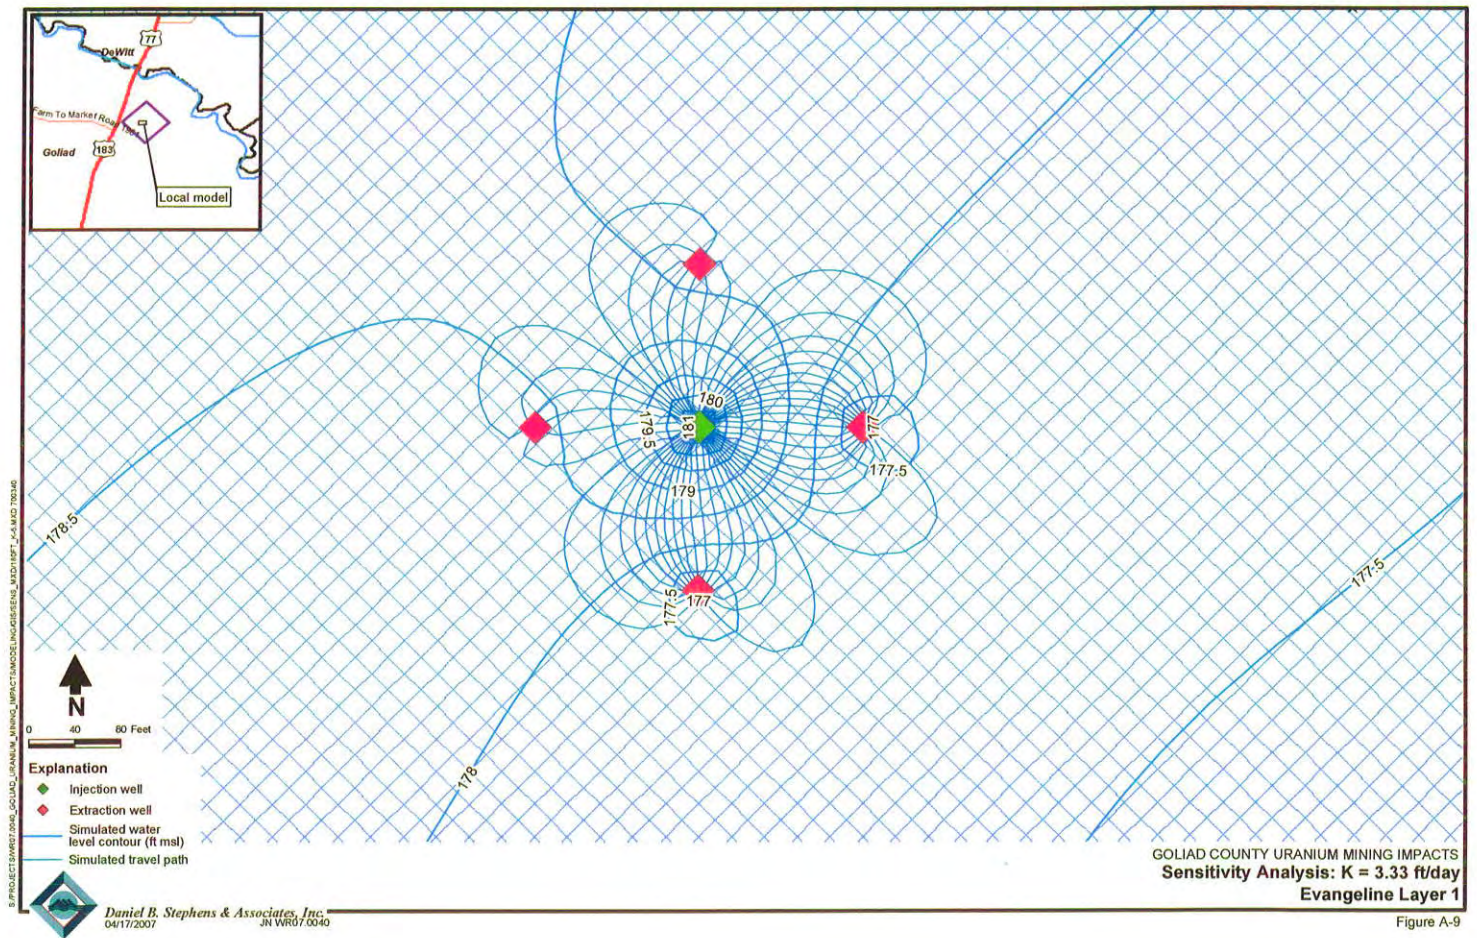 77
DeWitt
Farm To Market Road 1961
Goliad
183
Local model
180
181
179.5
177
177.5
179
178.5
177.5
177.5
177
178
N
0 40 80 Feet
Explanation
Injection well
Extraction well
Simulated water
level contour (ft msl)
Simulated travel path
GOLIAD COUNTY URANIUM MINING IMPACTS
Sensitivity Analysis: K = 3.33 ft/day
Evangeline Layer 1
Daniel B. Stephens & Associates, Inc.
04/17/2007 JN WR07.0040
Figure A-9